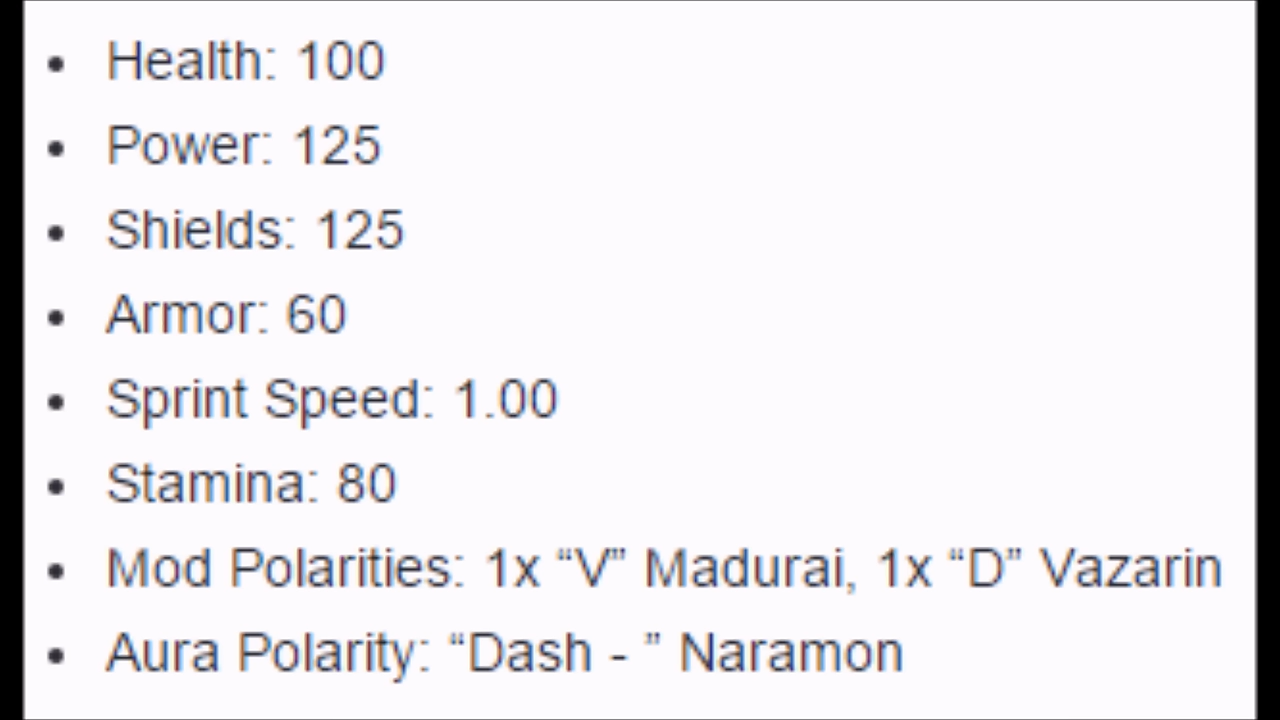 • Health: 100
• Power: 125
• Shields: 125
• Armor: 60
• Sprint Speed: 1.00
• Stamina: 80
• Mod Polarities: 1x “V” Madurai, 1x “D” Vazarin
• Aura Polarity: “Dash - ” Naramon